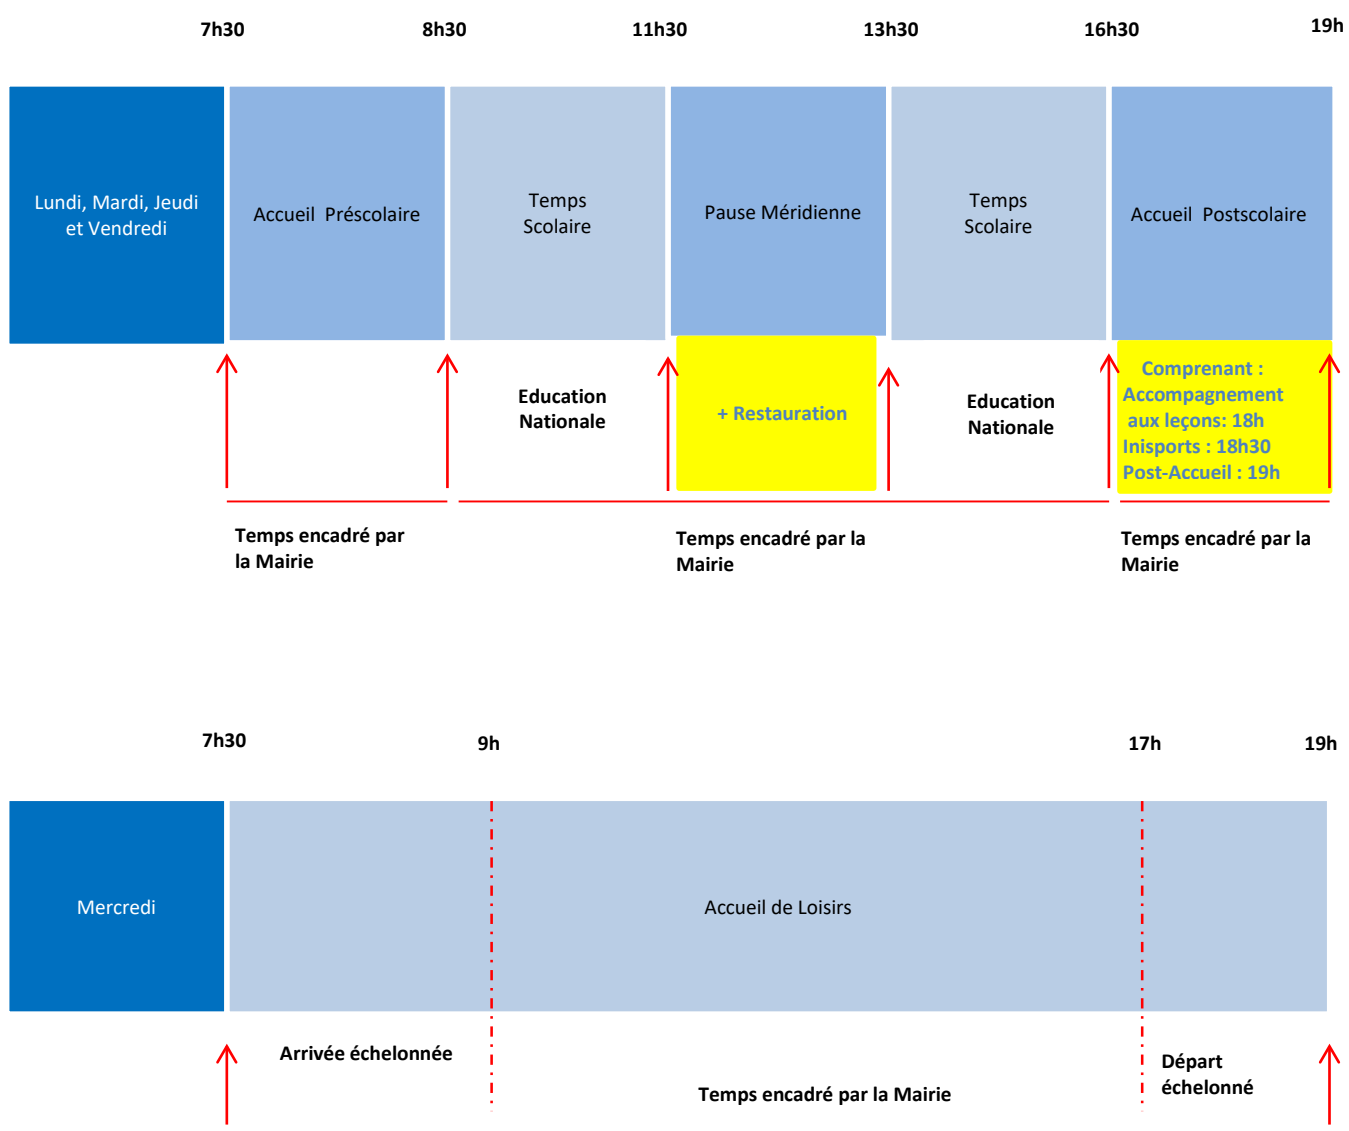 7h30 8h30 11h30 13h30 16h30 19h
Lundi, Mardi, Jeudi
et Vendredi
Accueil Préscolaire
Temps
Scolaire
Pause Méridienne
Temps
Scolaire
Accueil Postscolaire
Education
Nationale
+ Restauration
Education
Nationale
Comprenant :
Accompagnement
aux leçons: 18h
Inisports : 18h30
Post-Accueil : 19h
Temps encadré par
la Mairie
Temps encadré par la
Mairie
Temps encadré par la
Mairie
7h30 9h 17h 19h
Mercredi
Accueil de Loisirs
Arrivée échelonnée
Temps encadré par la Mairie
Départ
échelonné